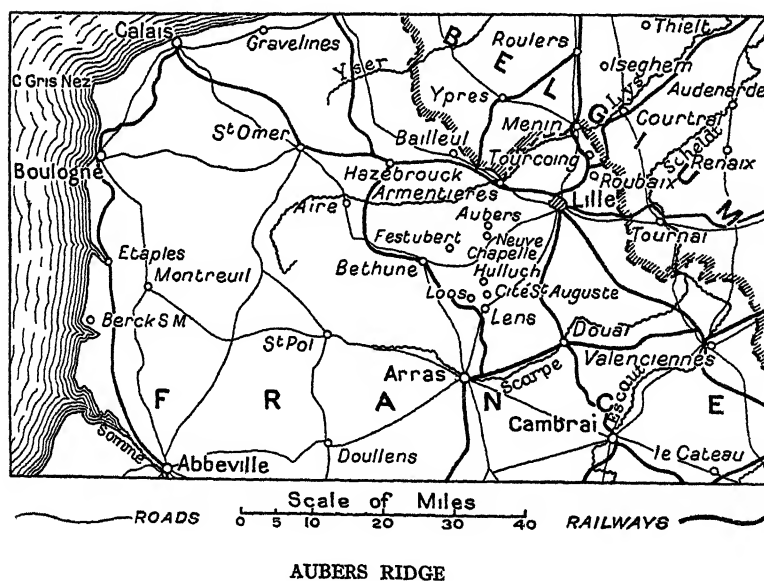 Calais
Gravelines
C Gris Nez
Yser
B E L G I U M
Roulers
Thielt
Iseghem
Lys
Audenarde
Ypres
Menin
Courtrai
Scheldt
St Omer
Bailleul
Tourcoing
Renaix
Boulogne
Hazebrouck
Roubaix
Armentieres
Lille
Aire
Aubers
Tournai
Festubert
Neuve
Chapelle
Etaples
Bethune
Hulluch
Montreuil
Loos
Cité St Auguste
Lens
Berck S M
St Pol
Douai
Valenciennes
Arras
Scarpe
F R A N C E
Escaut
Cambrai
Somme
Abbeville
Doullens
le Cateau
Scale of Miles
ROADS
0 5 10 20 30 40
RAILWAYS
AUBERS RIDGE